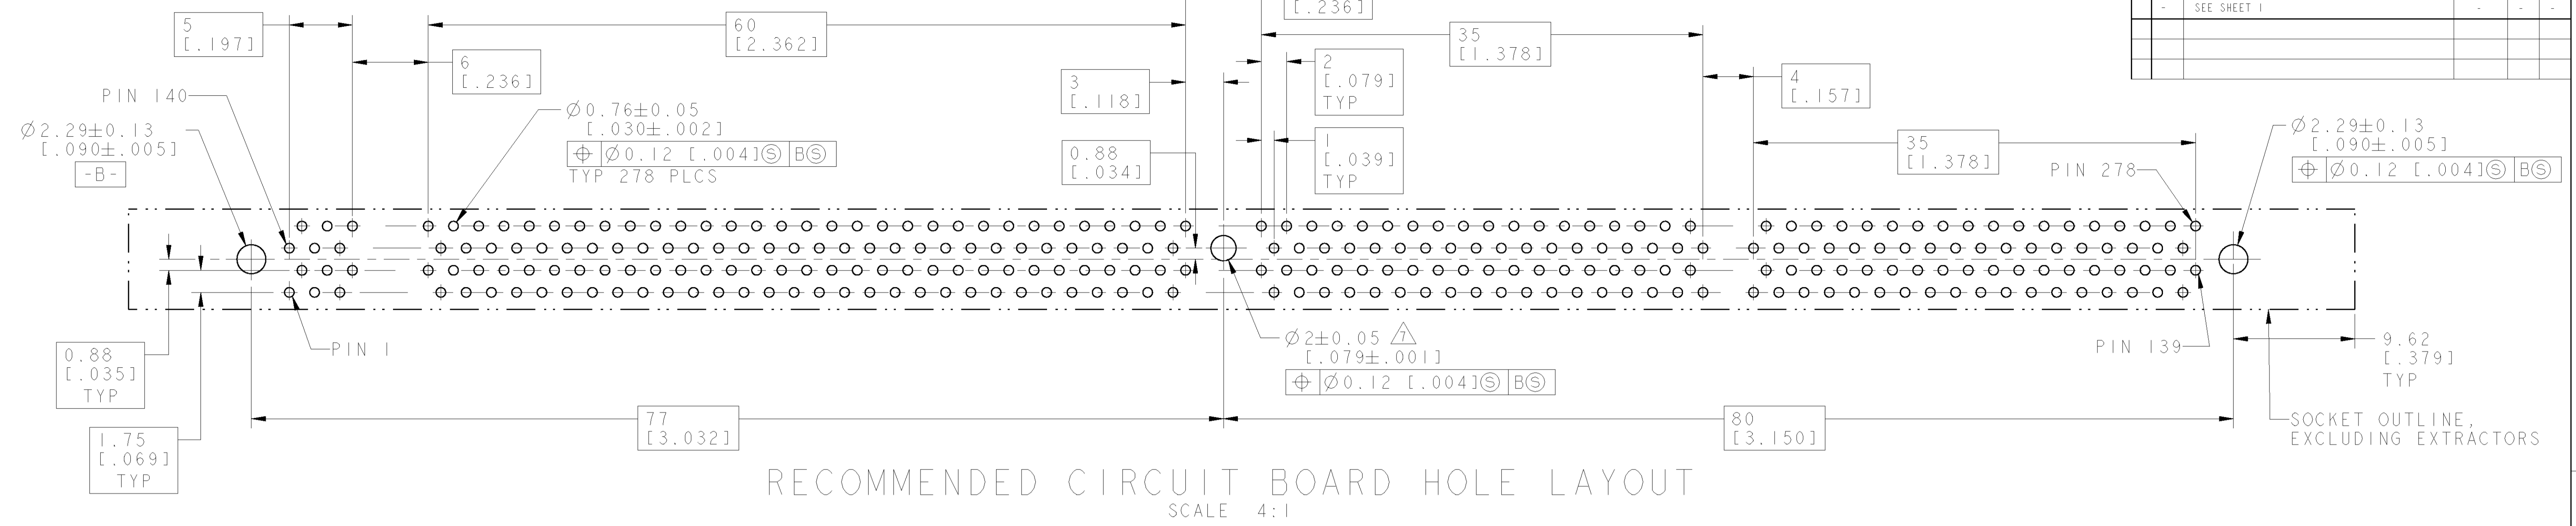 5
[.197]
60
[2.362]
[.236]
35
[1.378]
- SEE SHEET 1 - - -
6
[.236]
3
[.118]
2
[.079]
TYP
4
[.157]
PIN 140
Ø2.29±0.13
[.090±.005]
-B-
Ø0.76±0.05
[.030±.002]
⌖ Ø0.12 [.004]Ⓢ BⓈ
TYP 278 PLCS
0.88
[.034]
1
[.039]
TYP
35
[1.378]
PIN 278
Ø2.29±0.13
[.090±.005]
⌖ Ø0.12 [.004]Ⓢ BⓈ
0.88
[.035]
TYP
PIN 1
Ø2±0.05 7
[.079±.001]
⌖ Ø0.12 [.004]Ⓢ BⓈ
PIN 139
9.62
[.379]
TYP
1.75
[.069]
TYP
77
[3.032]
80
[3.150]
SOCKET OUTLINE,
EXCLUDING EXTRACTORS
RECOMMENDED CIRCUIT BOARD HOLE LAYOUT
SCALE 4:1